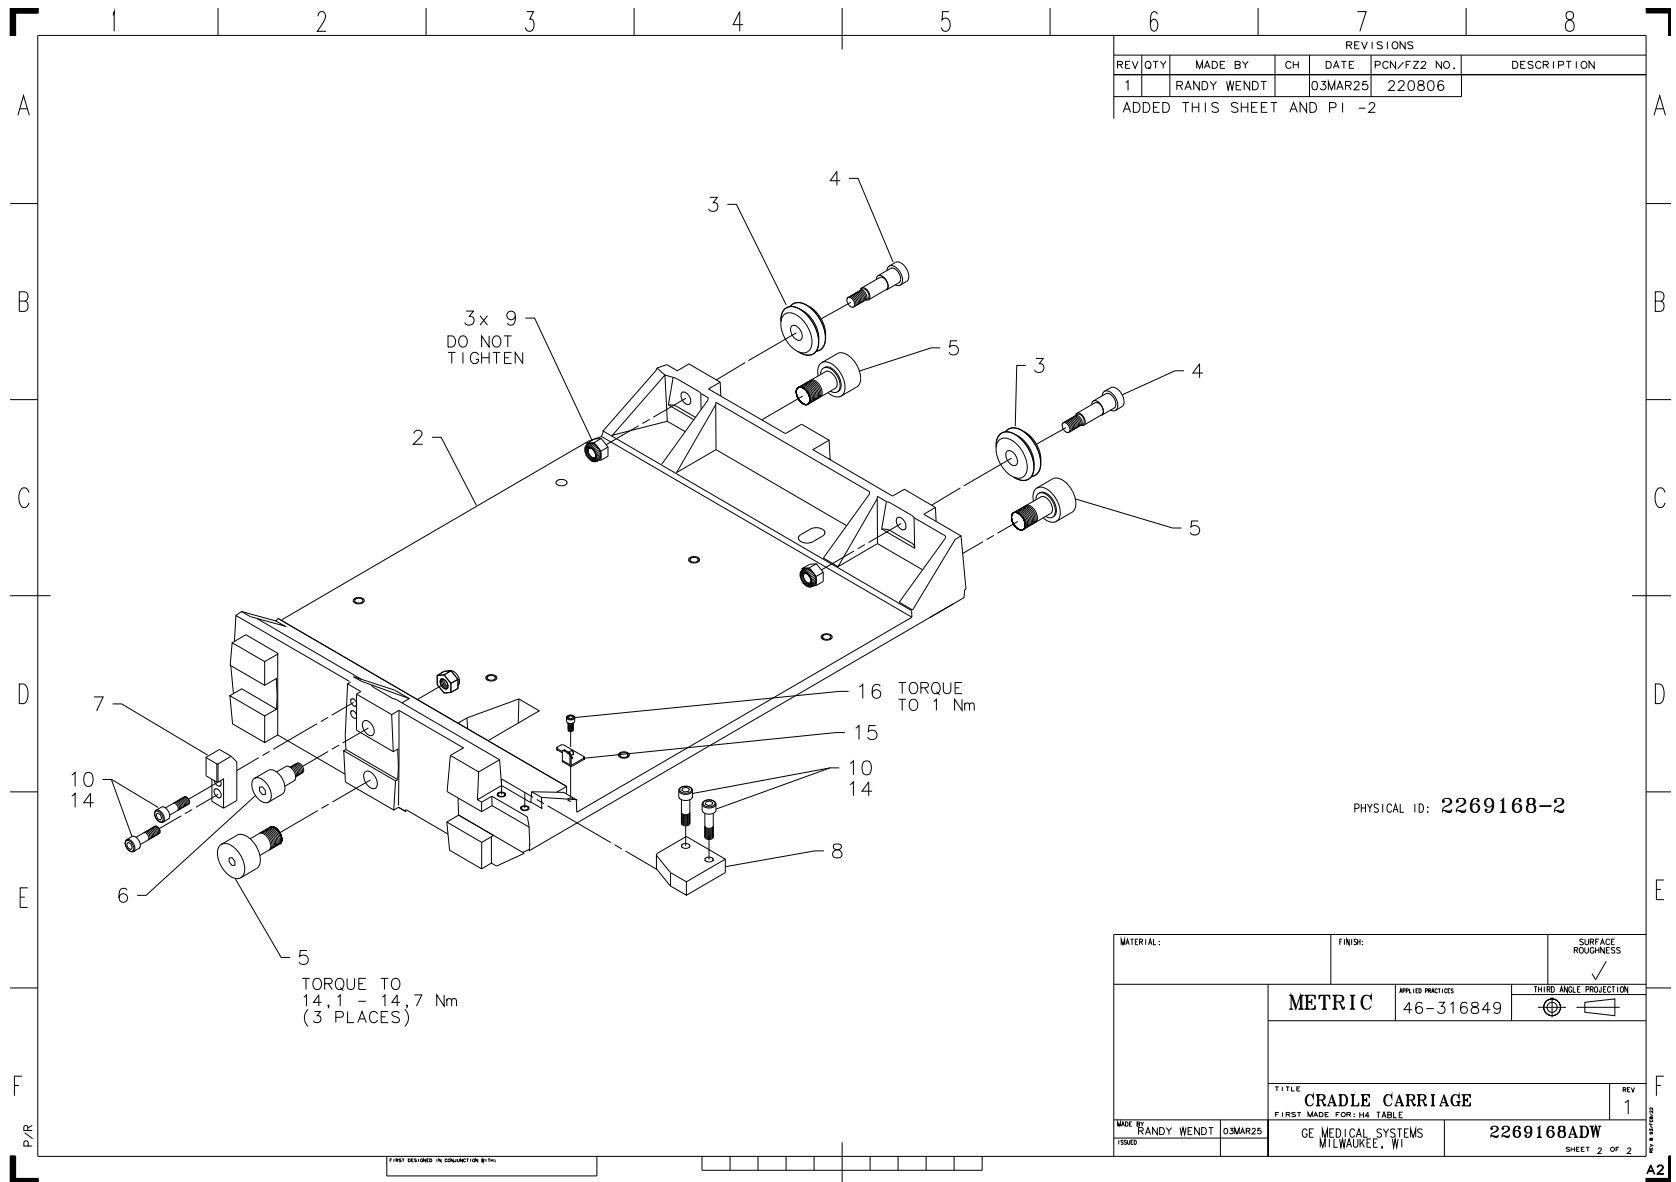 1 2 3 4 5 6 7 8
REVISIONS
REV QTY MADE BY CH DATE PCN/FZ2 NO. DESCRIPTION
1 RANDY WENDT 03MAR25 220806
ADDED THIS SHEET AND PI -2
A A
4
3
B B
3x 9
DO NOT
TIGHTEN
5
3
4
2
C C
5
D D
7
16 TORQUE
TO 1 Nm
15
10
14
10
14
PHYSICAL ID: 2269168-2
8
6
E E
5
TORQUE TO
14,1 - 14,7 Nm
(3 PLACES)
MATERIAL:
FINISH:
SURFACE
ROUGHNESS
METRIC
APPLIED PRACTICES
46-316849
THIRD ANGLE PROJECTION
F F
TITLE
CRADLE CARRIAGE
FIRST MADE FOR: H4 TABLE
REV
1
MADE BY
RANDY WENDT 03MAR25
ISSUED
GE MEDICAL SYSTEMS
MILWAUKEE, WI
2269168ADW
SHEET 2 OF 2
P/R
FIRST DESIGNED IN CONJUNCTION WITH:
A2